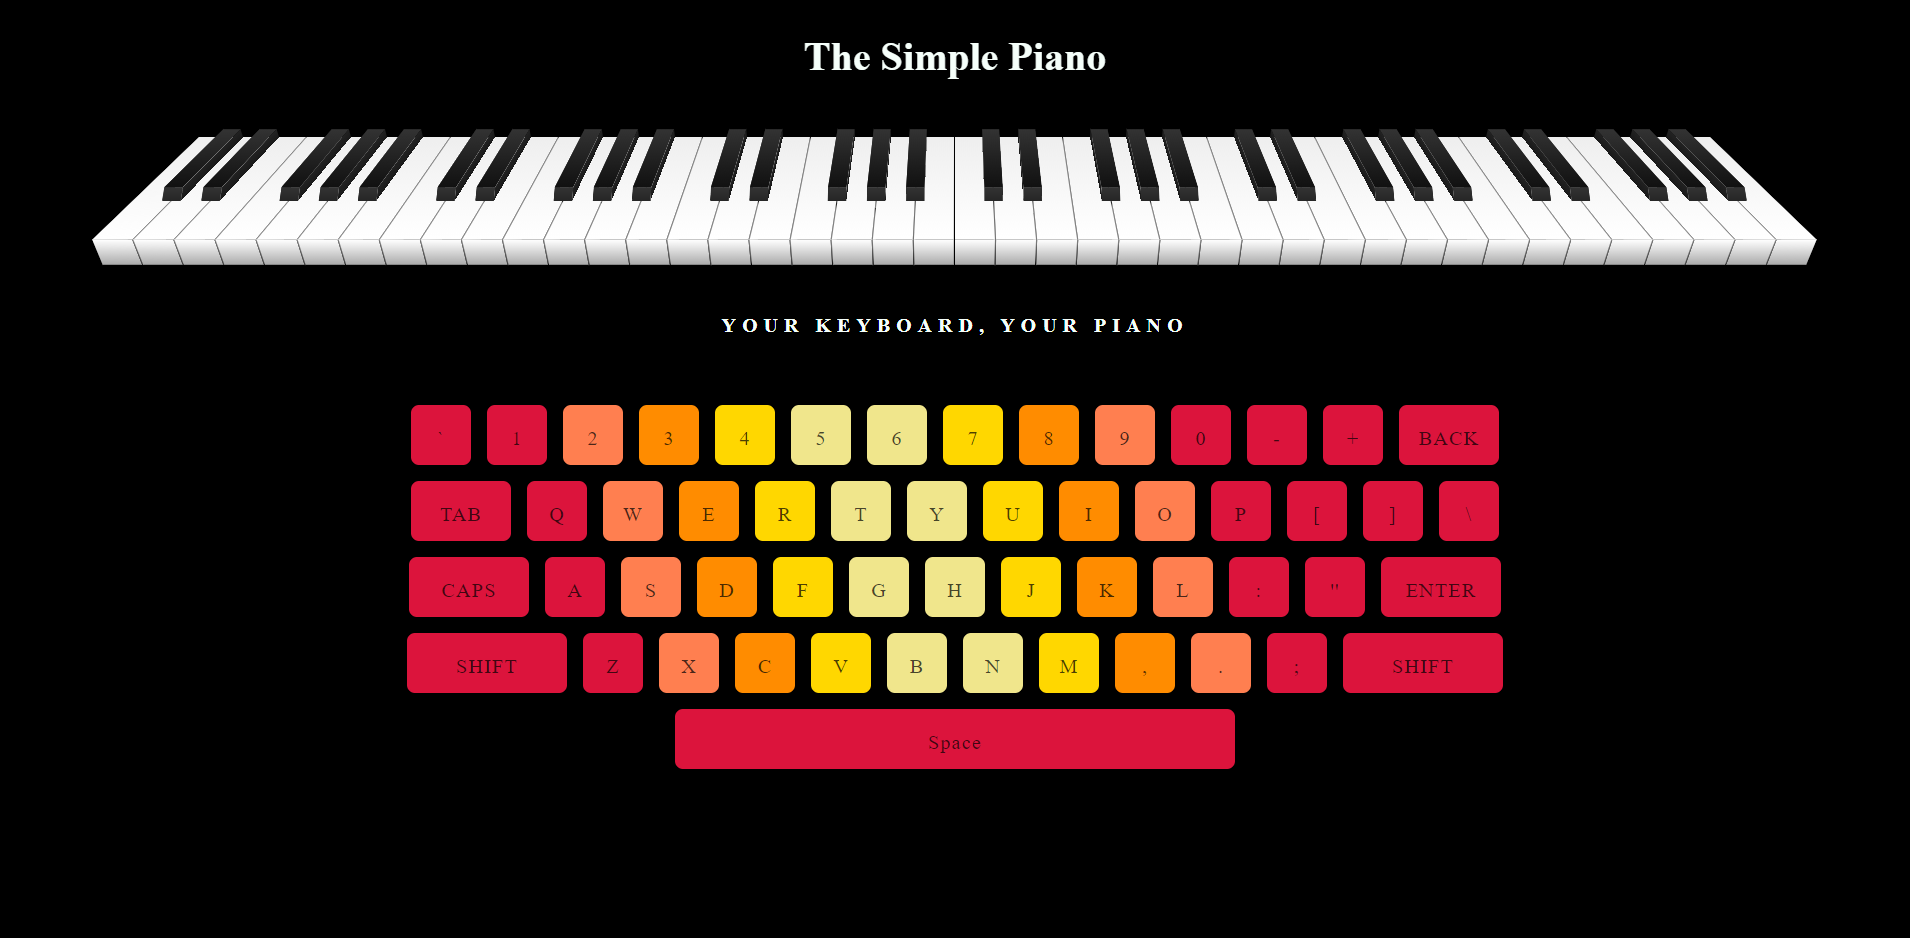 The Simple Piano
YOUR KEYBOARD, YOUR PIANO
` 1 2 3 4 5 6 7 8 9 0 - + BACK
TAB Q W E R T Y U I O P [ ] \
CAPS A S D F G H J K L : " ENTER
SHIFT Z X C V B N M , . ; SHIFT
Space